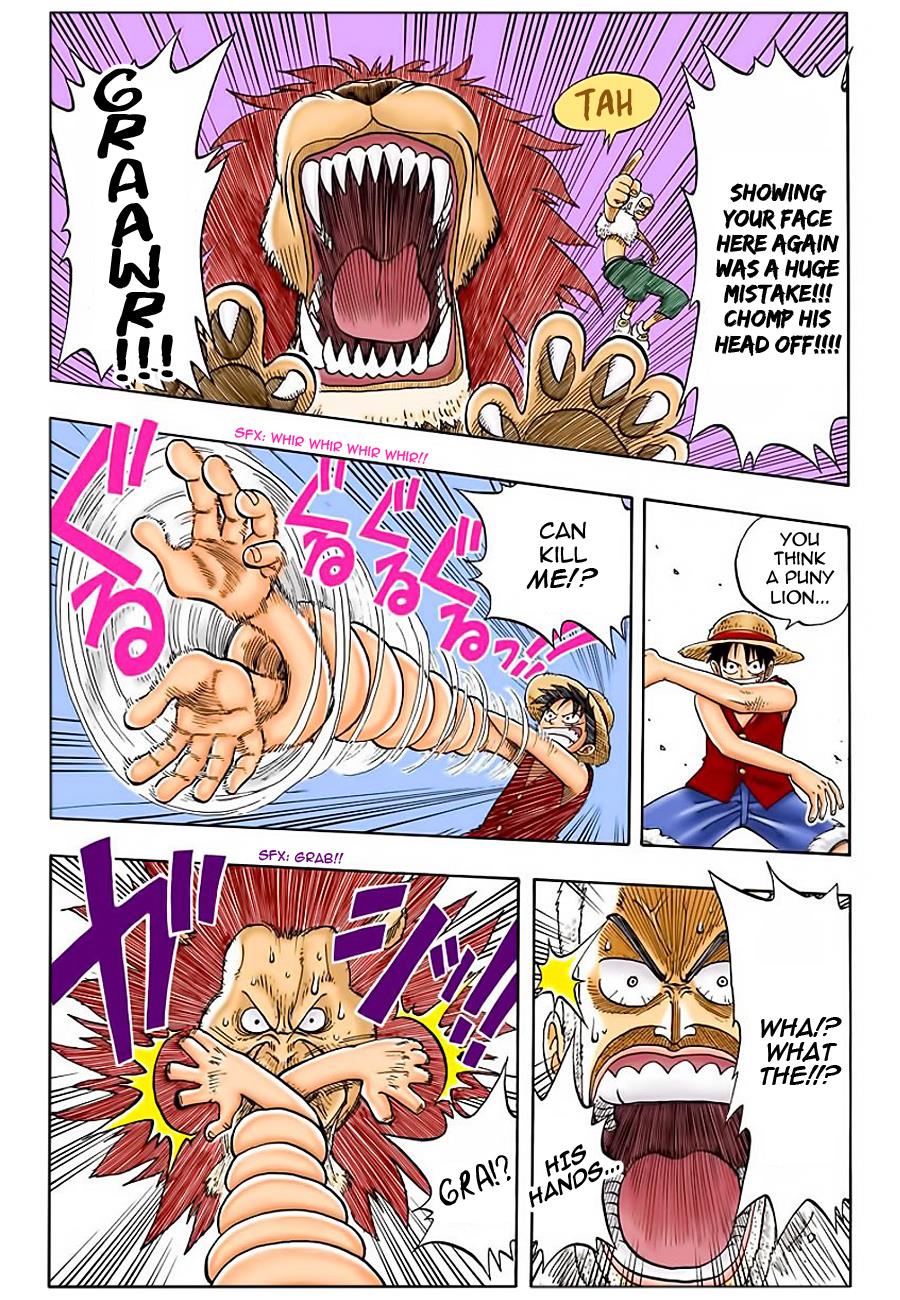 SHOWING
YOUR FACE
HERE AGAIN
WAS A HUGE
MISTAKE!!!
CHOMP HIS
HEAD OFF!!!!
TAH
GRAAWR!!!
YOU
THINK
A PUNY
LION...
CAN
KILL
ME!?
SFX: WHIR WHIR WHIR WHIR!!
ぐる
ぐる
ぐる
ぐるっ!!
WHA!?
WHAT
THE!!?
HIS
HANDS...
SFX: GRAB!!
ガシッ!!
GRA!?